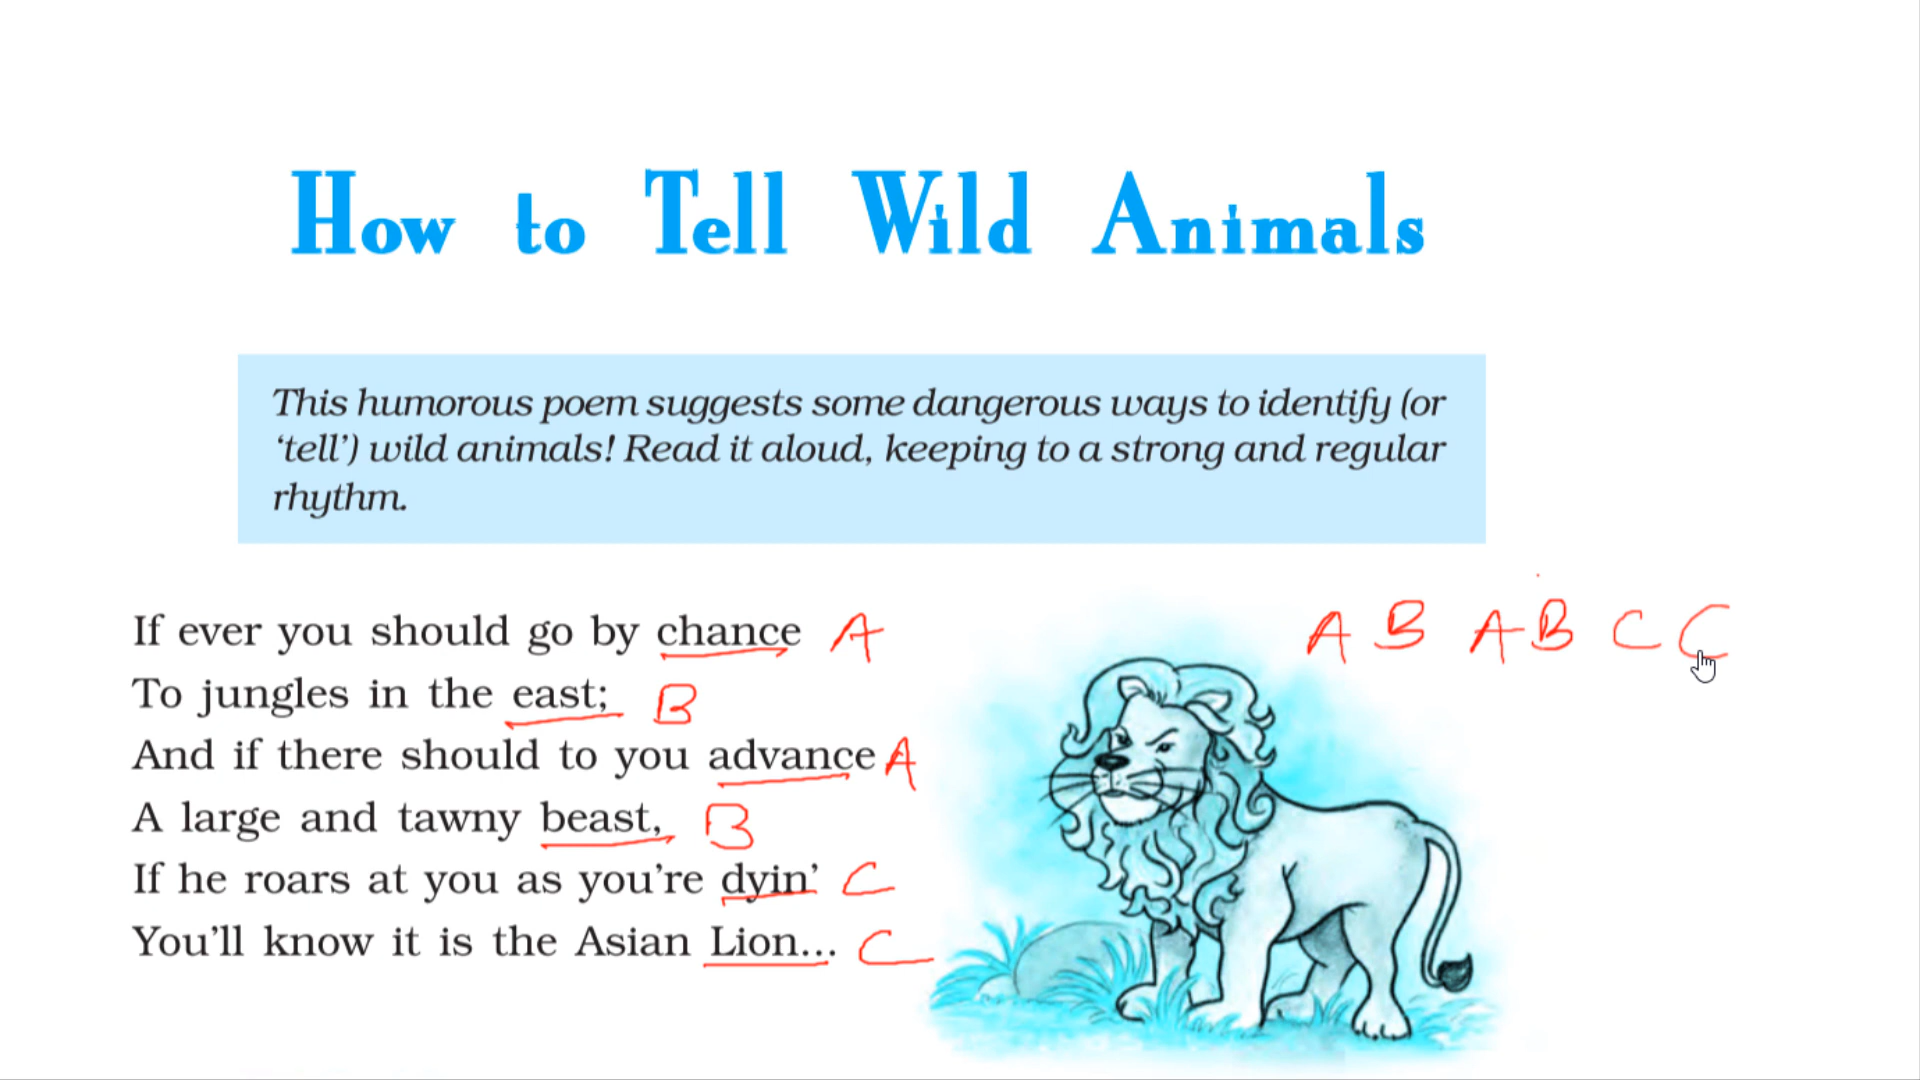 How to Tell Wild Animals
This humorous poem suggests some dangerous ways to identify (or
‘tell’) wild animals! Read it aloud, keeping to a strong and regular
rhythm.
A B A B C C
If ever you should go by chance A
To jungles in the east; B
And if there should to you advance A
A large and tawny beast, B
If he roars at you as you’re dyin’ C
You’ll know it is the Asian Lion... C